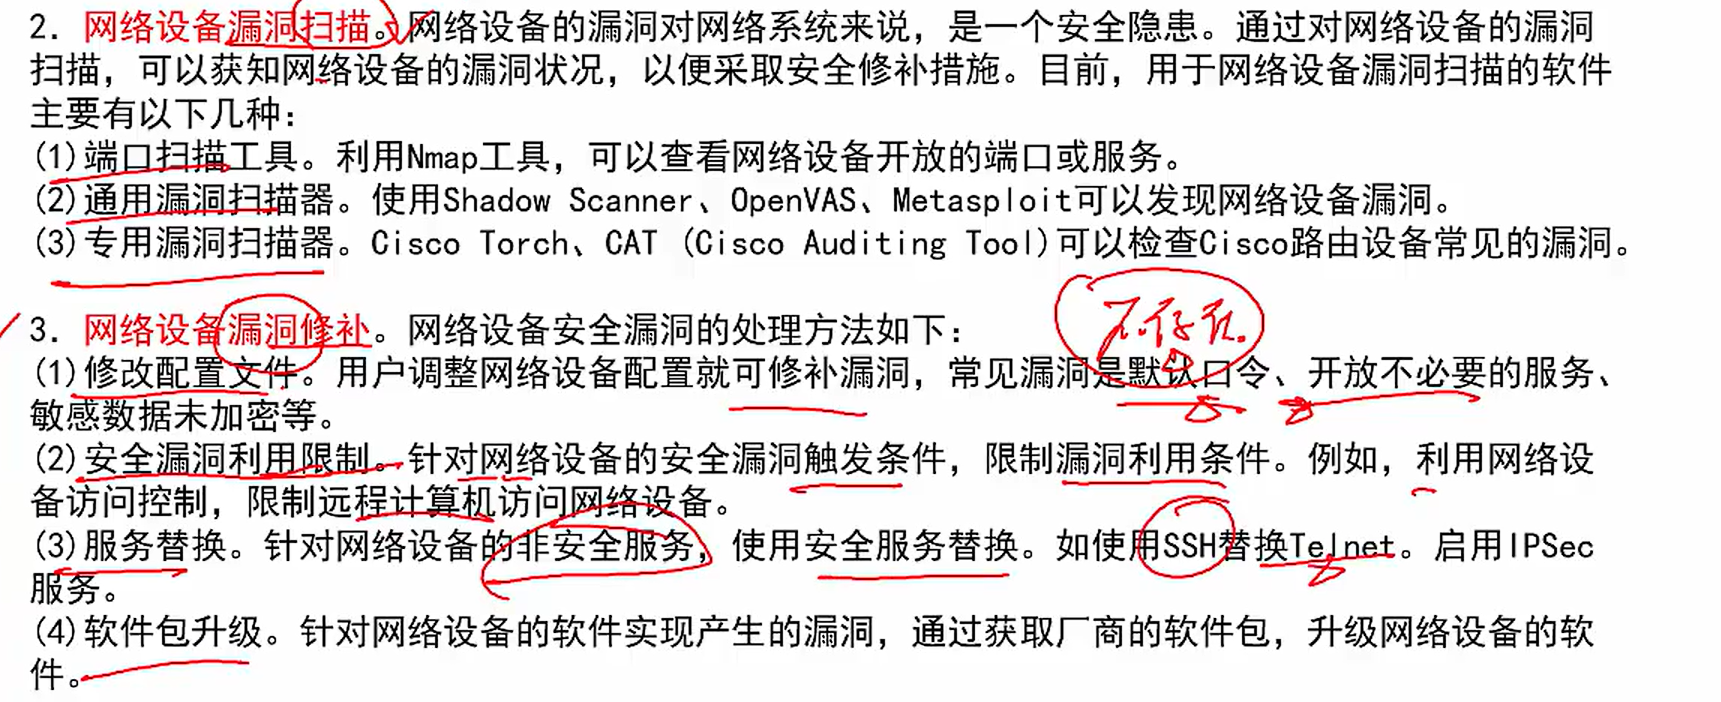 2. 网络设备漏洞扫描。网络设备的漏洞对网络系统来说，是一个安全隐患。通过对网络设备的漏洞
扫描，可以获知网络设备的漏洞状况，以便采取安全修补措施。目前，用于网络设备漏洞扫描的软件
主要有以下几种：
(1)端口扫描工具。利用Nmap工具，可以查看网络设备开放的端口或服务。
(2)通用漏洞扫描器。使用Shadow Scanner、OpenVAS、Metasploit可以发现网络设备漏洞。
(3)专用漏洞扫描器。Cisco Torch、CAT (Cisco Auditing Tool)可以检查Cisco路由设备常见的漏洞。
3. 网络设备漏洞修补。网络设备安全漏洞的处理方法如下：
(1)修改配置文件。用户调整网络设备配置就可修补漏洞，常见漏洞是默认口令、开放不必要的服务、
敏感数据未加密等。
(2)安全漏洞利用限制。针对网络设备的安全漏洞触发条件，限制漏洞利用条件。例如，利用网络设
备访问控制，限制远程计算机访问网络设备。
(3)服务替换。针对网络设备的非安全服务，使用安全服务替换。如使用SSH替换Telnet。启用IPSec
服务。
(4)软件包升级。针对网络设备的软件实现产生的漏洞，通过获取厂商的软件包，升级网络设备的软
件。